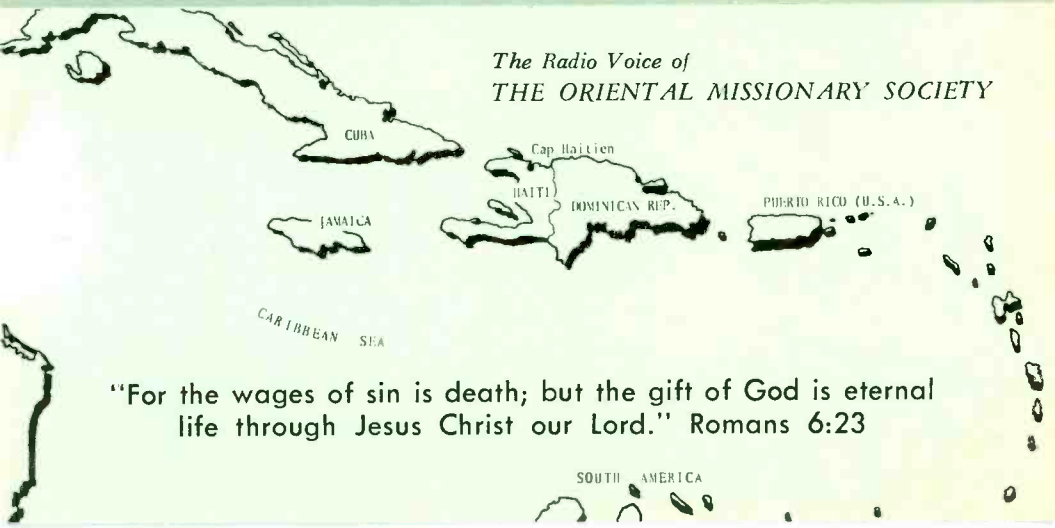 The Radio Voice of
THE ORIENTAL MISSIONARY SOCIETY
CUBA
Cap Haitien
HAITI
DOMINICAN REP.
PUERTO RICO (U.S.A.)
JAMAICA
CARIBBEAN SEA
"For the wages of sin is death; but the gift of God is eternal
life through Jesus Christ our Lord." Romans 6:23
SOUTH AMERICA